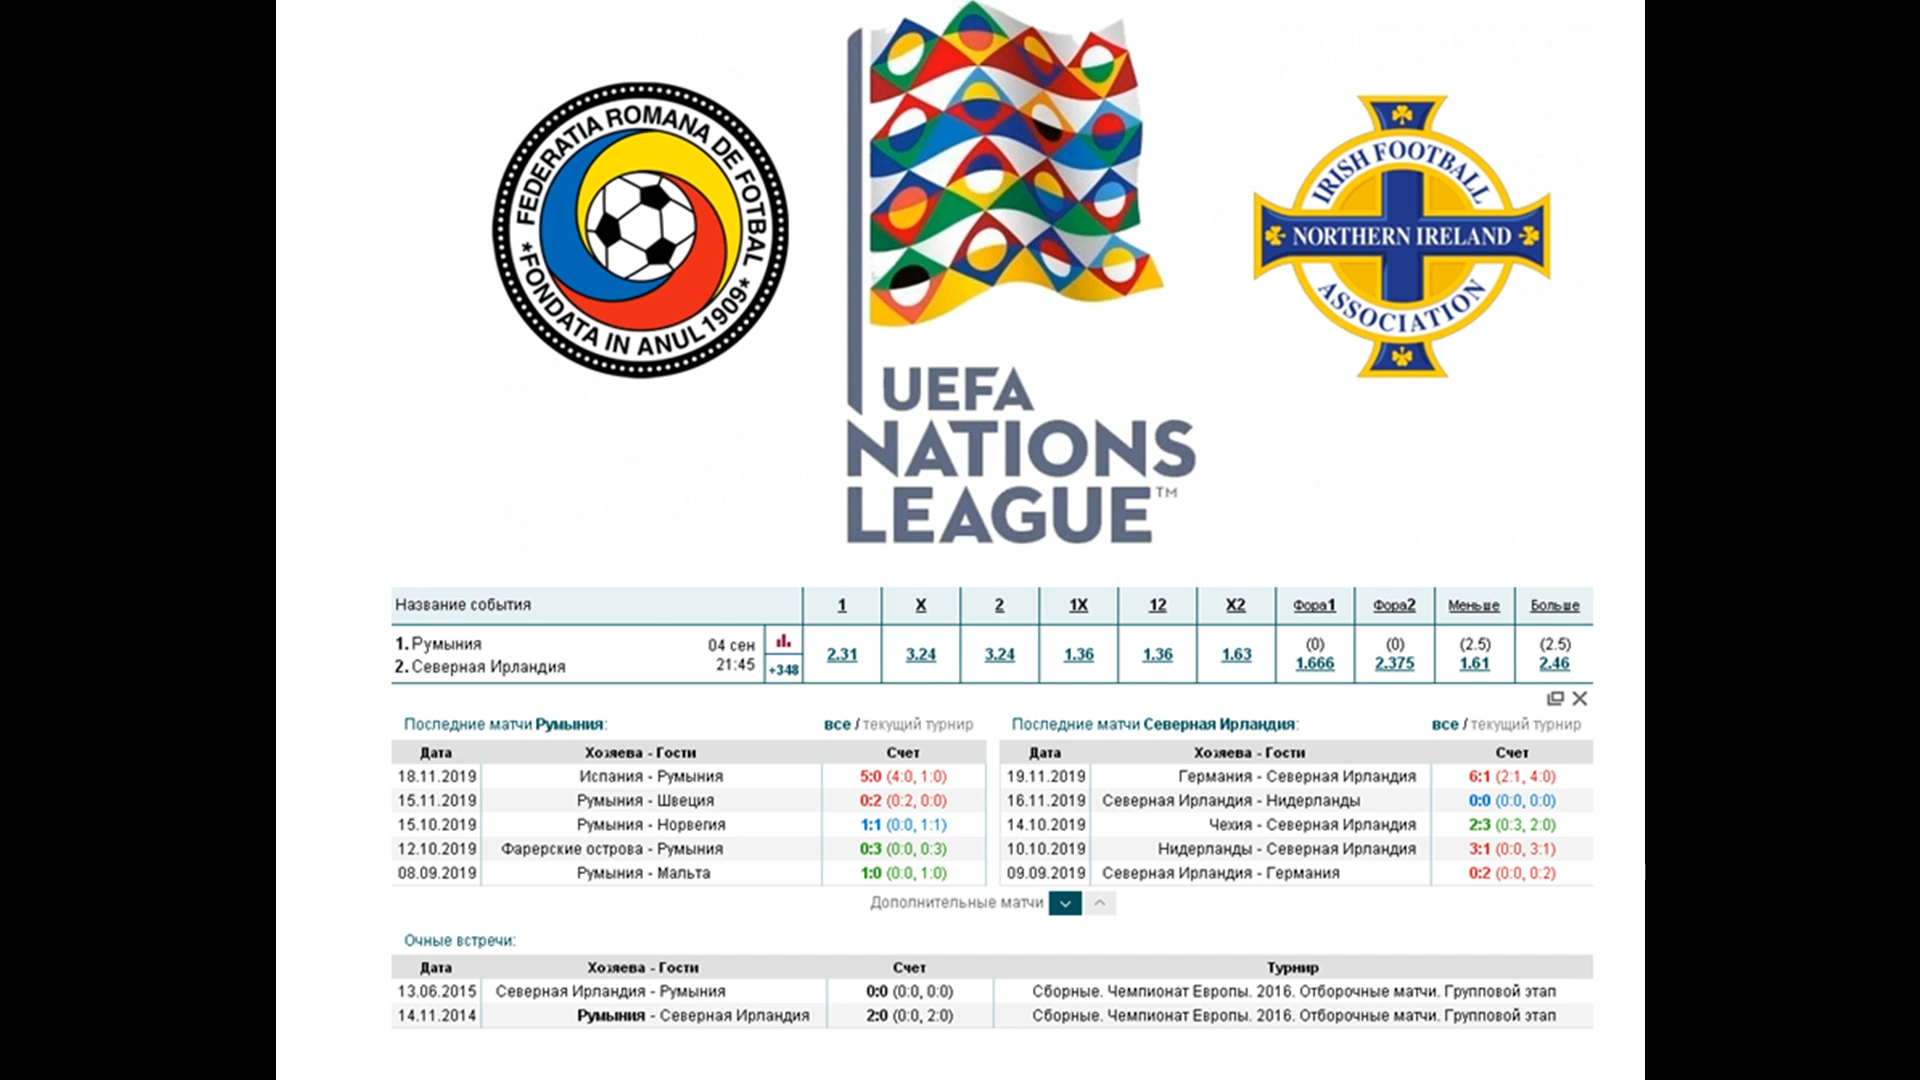 FEDERATIA ROMANA DE FOTBAL
*FONDATA IN ANUL 1909*
UEFA
NATIONS
LEAGUE™
IRISH FOOTBALL
NORTHERN IRELAND
ASSOCIATION
Название события 1 X 2 1X 12 X2 Фора1 Фора2 Меньше Больше
1. Румыния 04 сен (0) (0) (2.5) (2.5)
2. Северная Ирландия 21:45 +348 2.31 3.24 3.24 1.36 1.36 1.63 1.666 2.375 1.61 2.46
Последние матчи Румыния: все / текущий турнир
Дата Хозяева - Гости Счет
18.11.2019 Испания - Румыния 5:0 (4:0, 1:0)
15.11.2019 Румыния - Швеция 0:2 (0:2, 0:0)
15.10.2019 Румыния - Норвегия 1:1 (0:0, 1:1)
12.10.2019 Фарерские острова - Румыния 0:3 (0:0, 0:3)
08.09.2019 Румыния - Мальта 1:0 (0:0, 1:0)
Последние матчи Северная Ирландия: все / текущий турнир
Дата Хозяева - Гости Счет
19.11.2019 Германия - Северная Ирландия 6:1 (2:1, 4:0)
16.11.2019 Северная Ирландия - Нидерланды 0:0 (0:0, 0:0)
14.10.2019 Чехия - Северная Ирландия 2:3 (0:3, 2:0)
10.10.2019 Нидерланды - Северная Ирландия 3:1 (0:0, 3:1)
09.09.2019 Северная Ирландия - Германия 0:2 (0:0, 0:2)
Дополнительные матчи
Очные встречи:
Дата Хозяева - Гости Счет Турнир
13.06.2015 Северная Ирландия - Румыния 0:0 (0:0, 0:0) Сборные. Чемпионат Европы. 2016. Отборочные матчи. Групповой этап
14.11.2014 Румыния - Северная Ирландия 2:0 (0:0, 2:0) Сборные. Чемпионат Европы. 2016. Отборочные матчи. Групповой этап